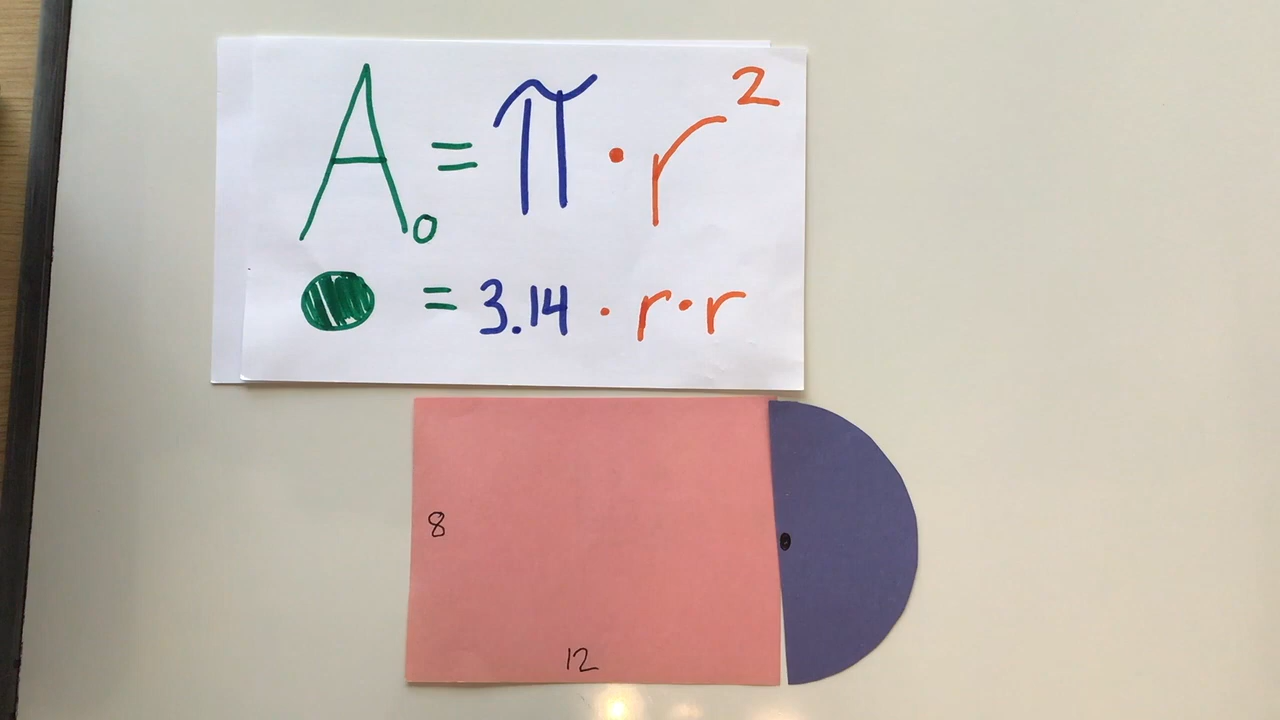 A₀ = π · r²
= 3.14 · r · r
8
12